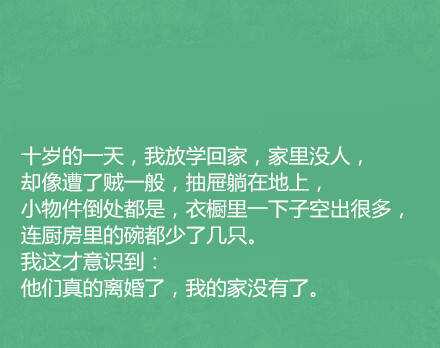 十岁的一天，我放学回家，家里没人，
却像遭了贼一般，抽屉躺在地上，
小物件倒处都是，衣橱里一下子空出很多，
连厨房里的碗都少了几只。
我这才意识到：
他们真的离婚了，我的家没有了。